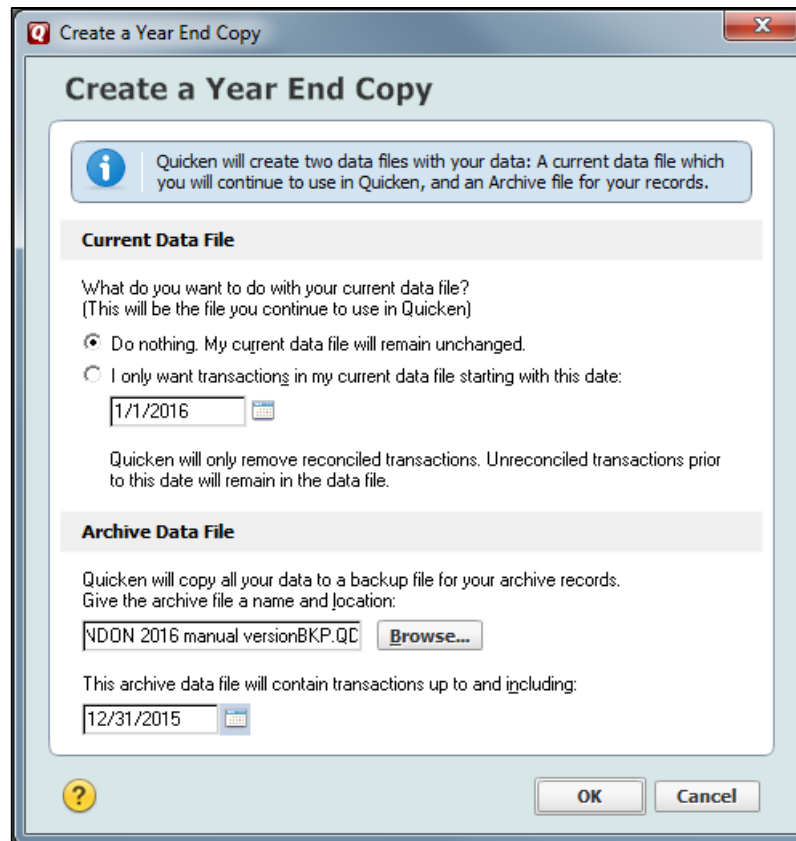 Create a Year End Copy
Create a Year End Copy
Quicken will create two data files with your data: A current data file which
you will continue to use in Quicken, and an Archive file for your records.
Current Data File
What do you want to do with your current data file?
(This will be the file you continue to use in Quicken)
Do nothing. My current data file will remain unchanged.
I only want transactions in my current data file starting with this date:
1/1/2016
Quicken will only remove reconciled transactions. Unreconciled transactions prior
to this date will remain in the data file.
Archive Data File
Quicken will copy all your data to a backup file for your archive records.
Give the archive file a name and location:
NDON 2016 manual versionBKP.QD
Browse...
This archive data file will contain transactions up to and including:
12/31/2015
?
OK
Cancel